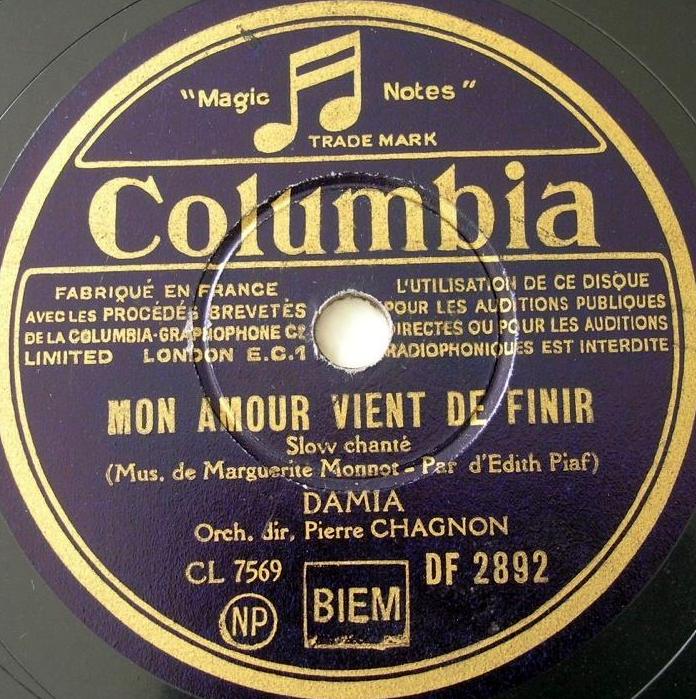 "Magic Notes"
TRADE MARK
Columbia
FABRIQUÉ EN FRANCE
AVEC LES PROCÉDÉS BREVETÉS
DE LA COLUMBIA-GRAPHOPHONE Cº
LIMITED LONDON E.C.1
L'UTILISATION DE CE DISQUE
POUR LES AUDITIONS PUBLIQUES
DIRECTES OU POUR LES AUDITIONS
RADIOPHONIQUES EST INTERDITE
MON AMOUR VIENT DE FINIR
Slow chanté
(Mus. de Marguerite Monnot - Par d'Edith Piaf)
DAMIA
Orch. dir. Pierre CHAGNON
CL 7569 BIEM DF 2892
NP